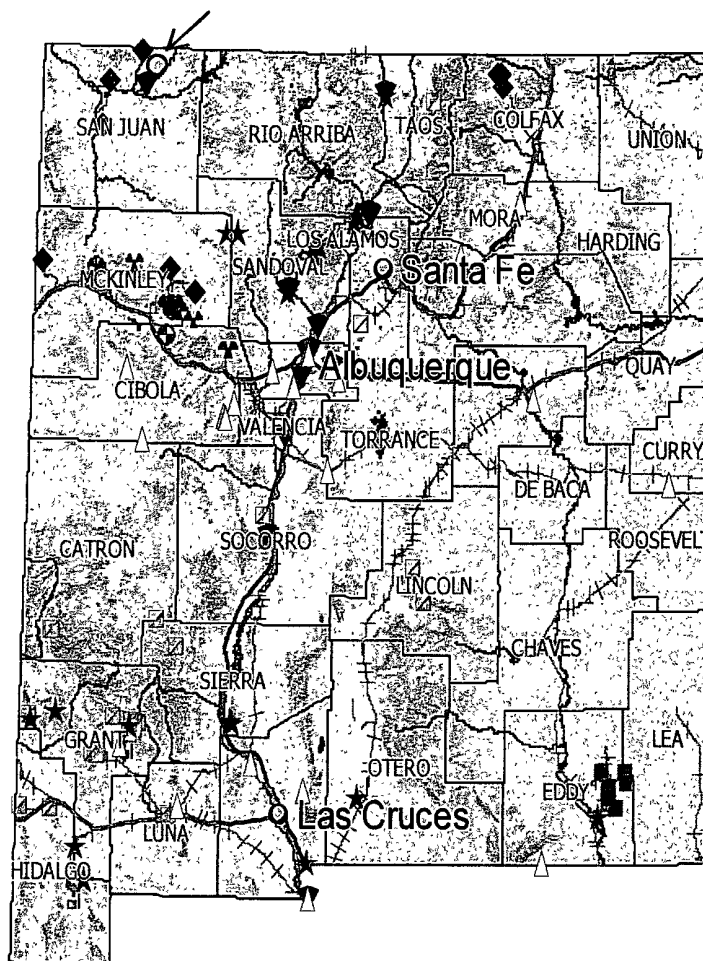 SAN JUAN
RIO ARRIBA
TAOS
COLFAX
UNION
MORA
HARDING
LOS ALAMOS
MCKINLEY
SANDOVAL
Santa Fe
Albuquerque
QUAY
CIBOLA
VALENCIA
TORRANCE
CURRY
DE BACA
CATRON
SOCORRO
ROOSEVELT
LINCOLN
CHAVES
SIERRA
GRANT
OTERO
LEA
EDDY
Las Cruces
LUNA
HIDALGO